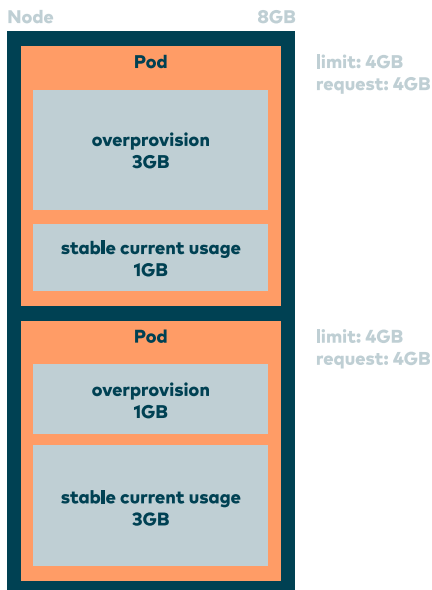 Node 8GB
Pod
limit: 4GB
request: 4GB
overprovision
3GB
stable current usage
1GB
Pod
limit: 4GB
request: 4GB
overprovision
1GB
stable current usage
3GB